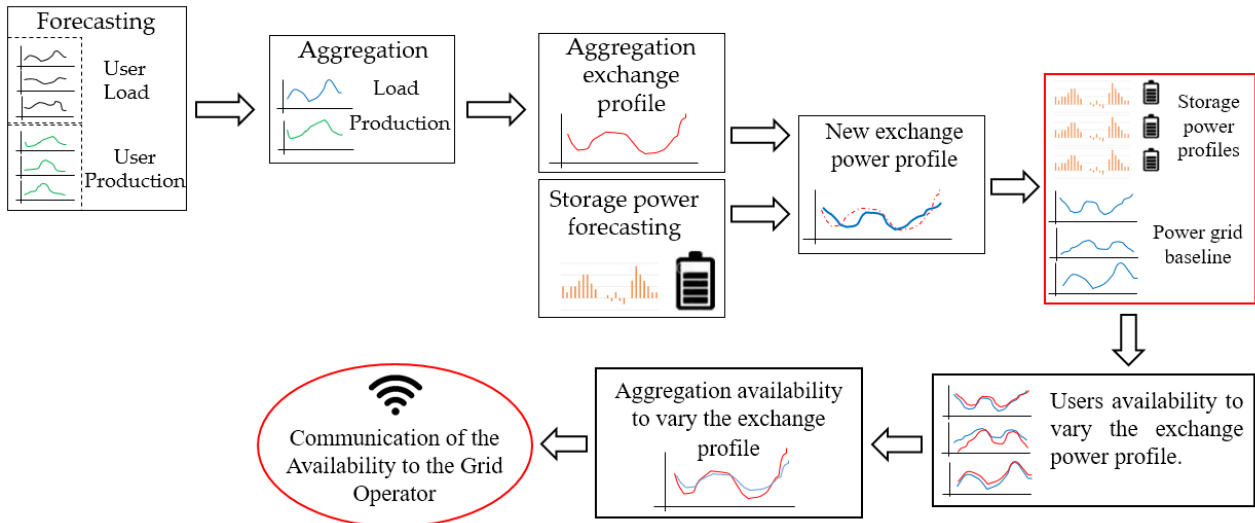 Forecasting
User
Load
User
Production
Aggregation
Load
Production
Aggregation
exchange
profile
Storage power
forecasting
New exchange
power profile
Storage
power
profiles
Power grid
baseline
Users availability to
vary the exchange
power profile.
Aggregation availability
to vary the exchange
profile
Communication of the
Availability to the Grid
Operator